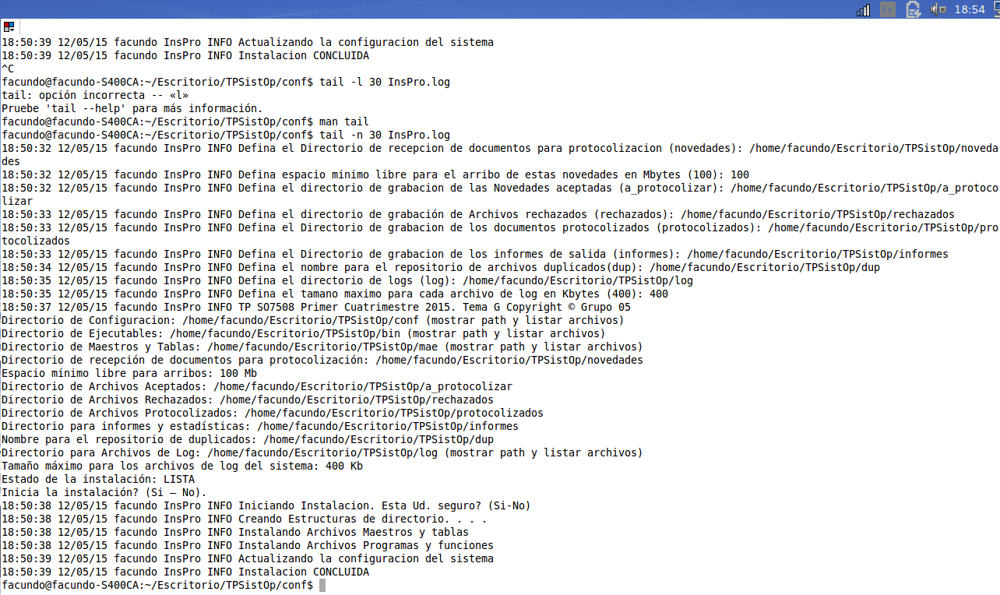 Es 18:54
18:50:39 12/05/15 facundo InsPro INFO Actualizando la configuracion del sistema
18:50:39 12/05/15 facundo InsPro INFO Instalacion CONCLUIDA
^C
facundo@facundo-S400CA:~/Escritorio/TPSistOp/conf$ tail -l 30 InsPro.log
tail: opción incorrecta -- «l»
Pruebe 'tail --help' para más información.
facundo@facundo-S400CA:~/Escritorio/TPSistOp/conf$ man tail
facundo@facundo-S400CA:~/Escritorio/TPSistOp/conf$ tail -n 30 InsPro.log
18:50:32 12/05/15 facundo InsPro INFO Defina el Directorio de recepcion de documentos para protocolizacion (novedades): /home/facundo/Escritorio/TPSistOp/noveda
des
18:50:32 12/05/15 facundo InsPro INFO Defina espacio minimo libre para el arribo de estas novedades en Mbytes (100): 100
18:50:32 12/05/15 facundo InsPro INFO Defina el directorio de grabacion de las Novedades aceptadas (a_protocolizar): /home/facundo/Escritorio/TPSistOp/a_protoco
lizar
18:50:33 12/05/15 facundo InsPro INFO Defina el directorio de grabación de Archivos rechazados (rechazados): /home/facundo/Escritorio/TPSistOp/rechazados
18:50:33 12/05/15 facundo InsPro INFO Defina el Directorio de grabacion de los documentos protocolizados (protocolizados): /home/facundo/Escritorio/TPSistOp/pro
tocolizados
18:50:33 12/05/15 facundo InsPro INFO Defina el Directorio de grabacion de los informes de salida (informes): /home/facundo/Escritorio/TPSistOp/informes
18:50:34 12/05/15 facundo InsPro INFO Defina el nombre para el repositorio de archivos duplicados(dup): /home/facundo/Escritorio/TPSistOp/dup
18:50:35 12/05/15 facundo InsPro INFO Defina el directorio de logs (log): /home/facundo/Escritorio/TPSistOp/log
18:50:35 12/05/15 facundo InsPro INFO Defina el tamano maximo para cada archivo de log en Kbytes (400): 400
18:50:37 12/05/15 facundo InsPro INFO TP SO7508 Primer Cuatrimestre 2015. Tema G Copyright © Grupo 05
Directorio de Configuracion: /home/facundo/Escritorio/TPSistOp/conf (mostrar path y listar archivos)
Directorio de Ejecutables: /home/facundo/Escritorio/TPSistOp/bin (mostrar path y listar archivos)
Directorio de Maestros y Tablas: /home/facundo/Escritorio/TPSistOp/mae (mostrar path y listar archivos)
Directorio de recepción de documentos para protocolización: /home/facundo/Escritorio/TPSistOp/novedades
Espacio mínimo libre para arribos: 100 Mb
Directorio de Archivos Aceptados: /home/facundo/Escritorio/TPSistOp/a_protocolizar
Directorio de Archivos Rechazados: /home/facundo/Escritorio/TPSistOp/rechazados
Directorio de Archivos Protocolizados: /home/facundo/Escritorio/TPSistOp/protocolizados
Directorio para informes y estadísticas: /home/facundo/Escritorio/TPSistOp/informes
Nombre para el repositorio de duplicados: /home/facundo/Escritorio/TPSistOp/dup
Directorio para Archivos de Log: /home/facundo/Escritorio/TPSistOp/log (mostrar path y listar archivos)
Tamaño máximo para los archivos de log del sistema: 400 Kb
Estado de la instalación: LISTA
Inicia la instalación? (Si – No).
18:50:38 12/05/15 facundo InsPro INFO Iniciando Instalacion. Esta Ud. seguro? (Si-No)
18:50:38 12/05/15 facundo InsPro INFO Creando Estructuras de directorio. . . .
18:50:38 12/05/15 facundo InsPro INFO Instalando Archivos Maestros y tablas
18:50:38 12/05/15 facundo InsPro INFO Instalando Archivos Programas y funciones
18:50:39 12/05/15 facundo InsPro INFO Actualizando la configuracion del sistema
18:50:39 12/05/15 facundo InsPro INFO Instalacion CONCLUIDA
facundo@facundo-S400CA:~/Escritorio/TPSistOp/conf$